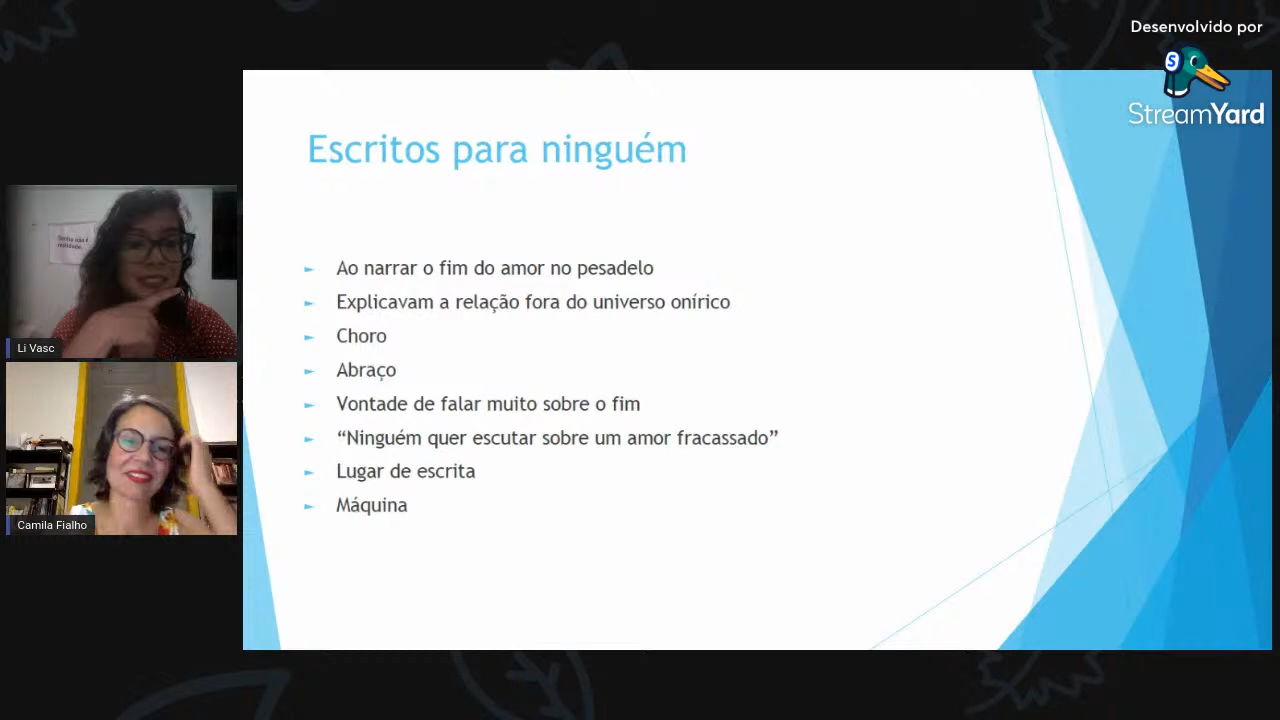 Desenvolvido por
StreamYard
Escritos para ninguém
Ao narrar o fim do amor no pesadelo
Explicavam a relação fora do universo onírico
Choro
Abraço
Vontade de falar muito sobre o fim
“Ninguém quer escutar sobre um amor fracassado”
Lugar de escrita
Máquina
não é
realidade.
Li Vasc
Camila Fialho